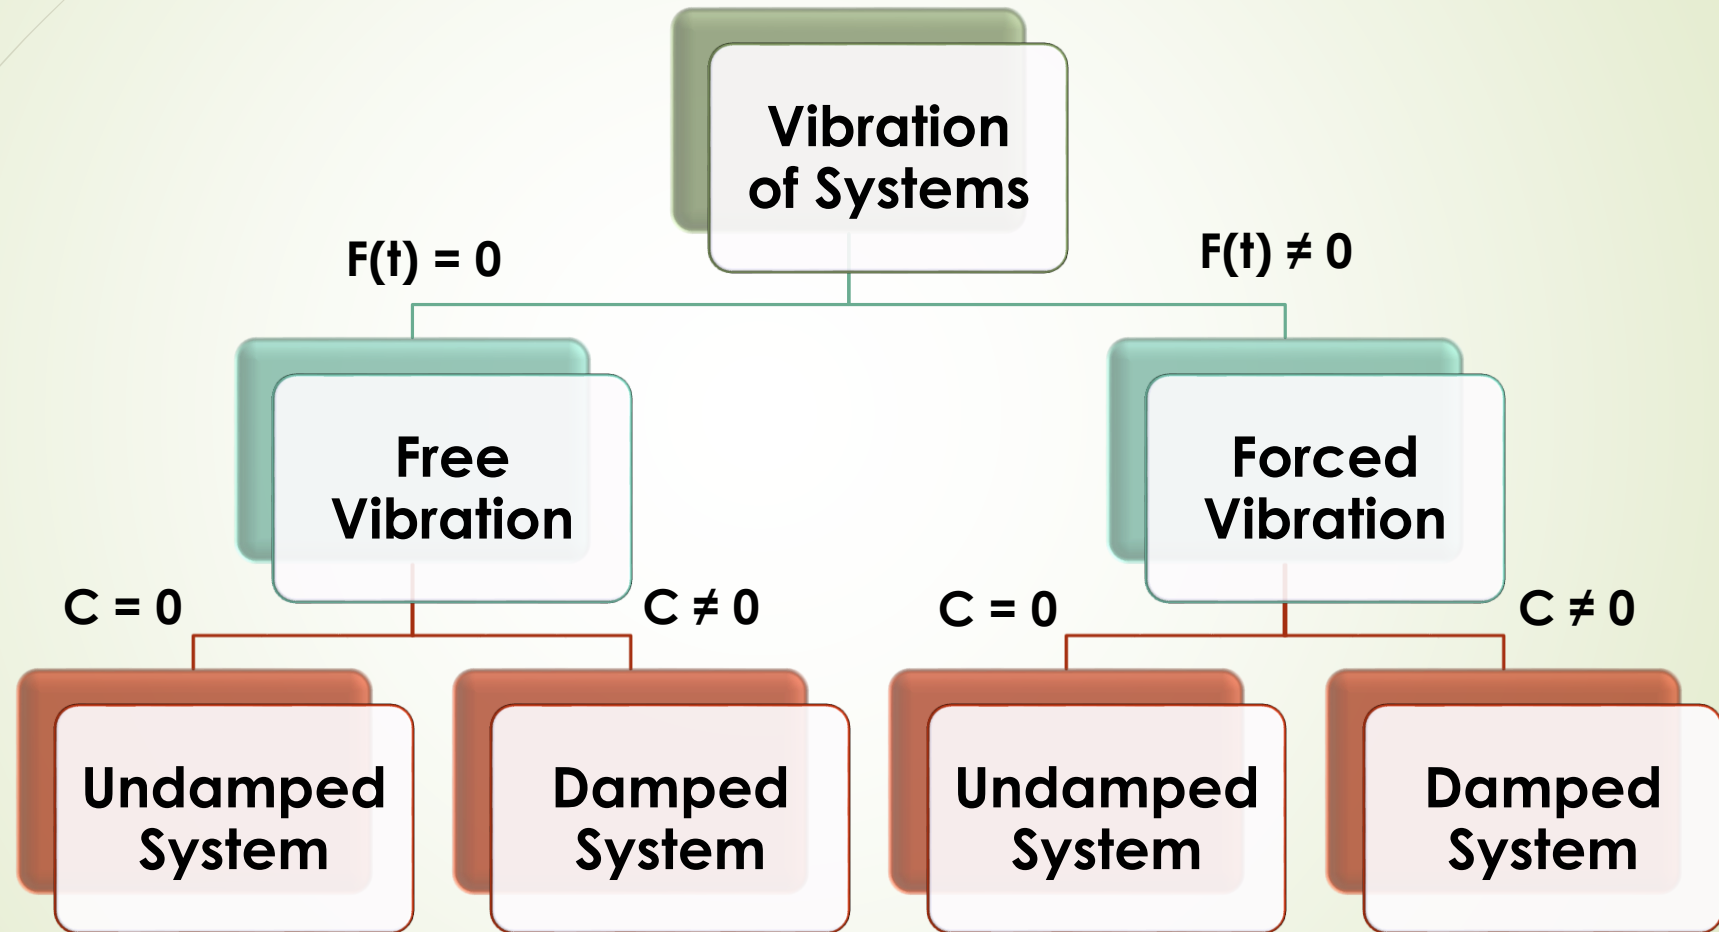 Vibration
of Systems
F(t) = 0
F(t) ≠ 0
Free
Vibration
Forced
Vibration
C = 0
C ≠ 0
C = 0
C ≠ 0
Undamped
System
Damped
System
Undamped
System
Damped
System